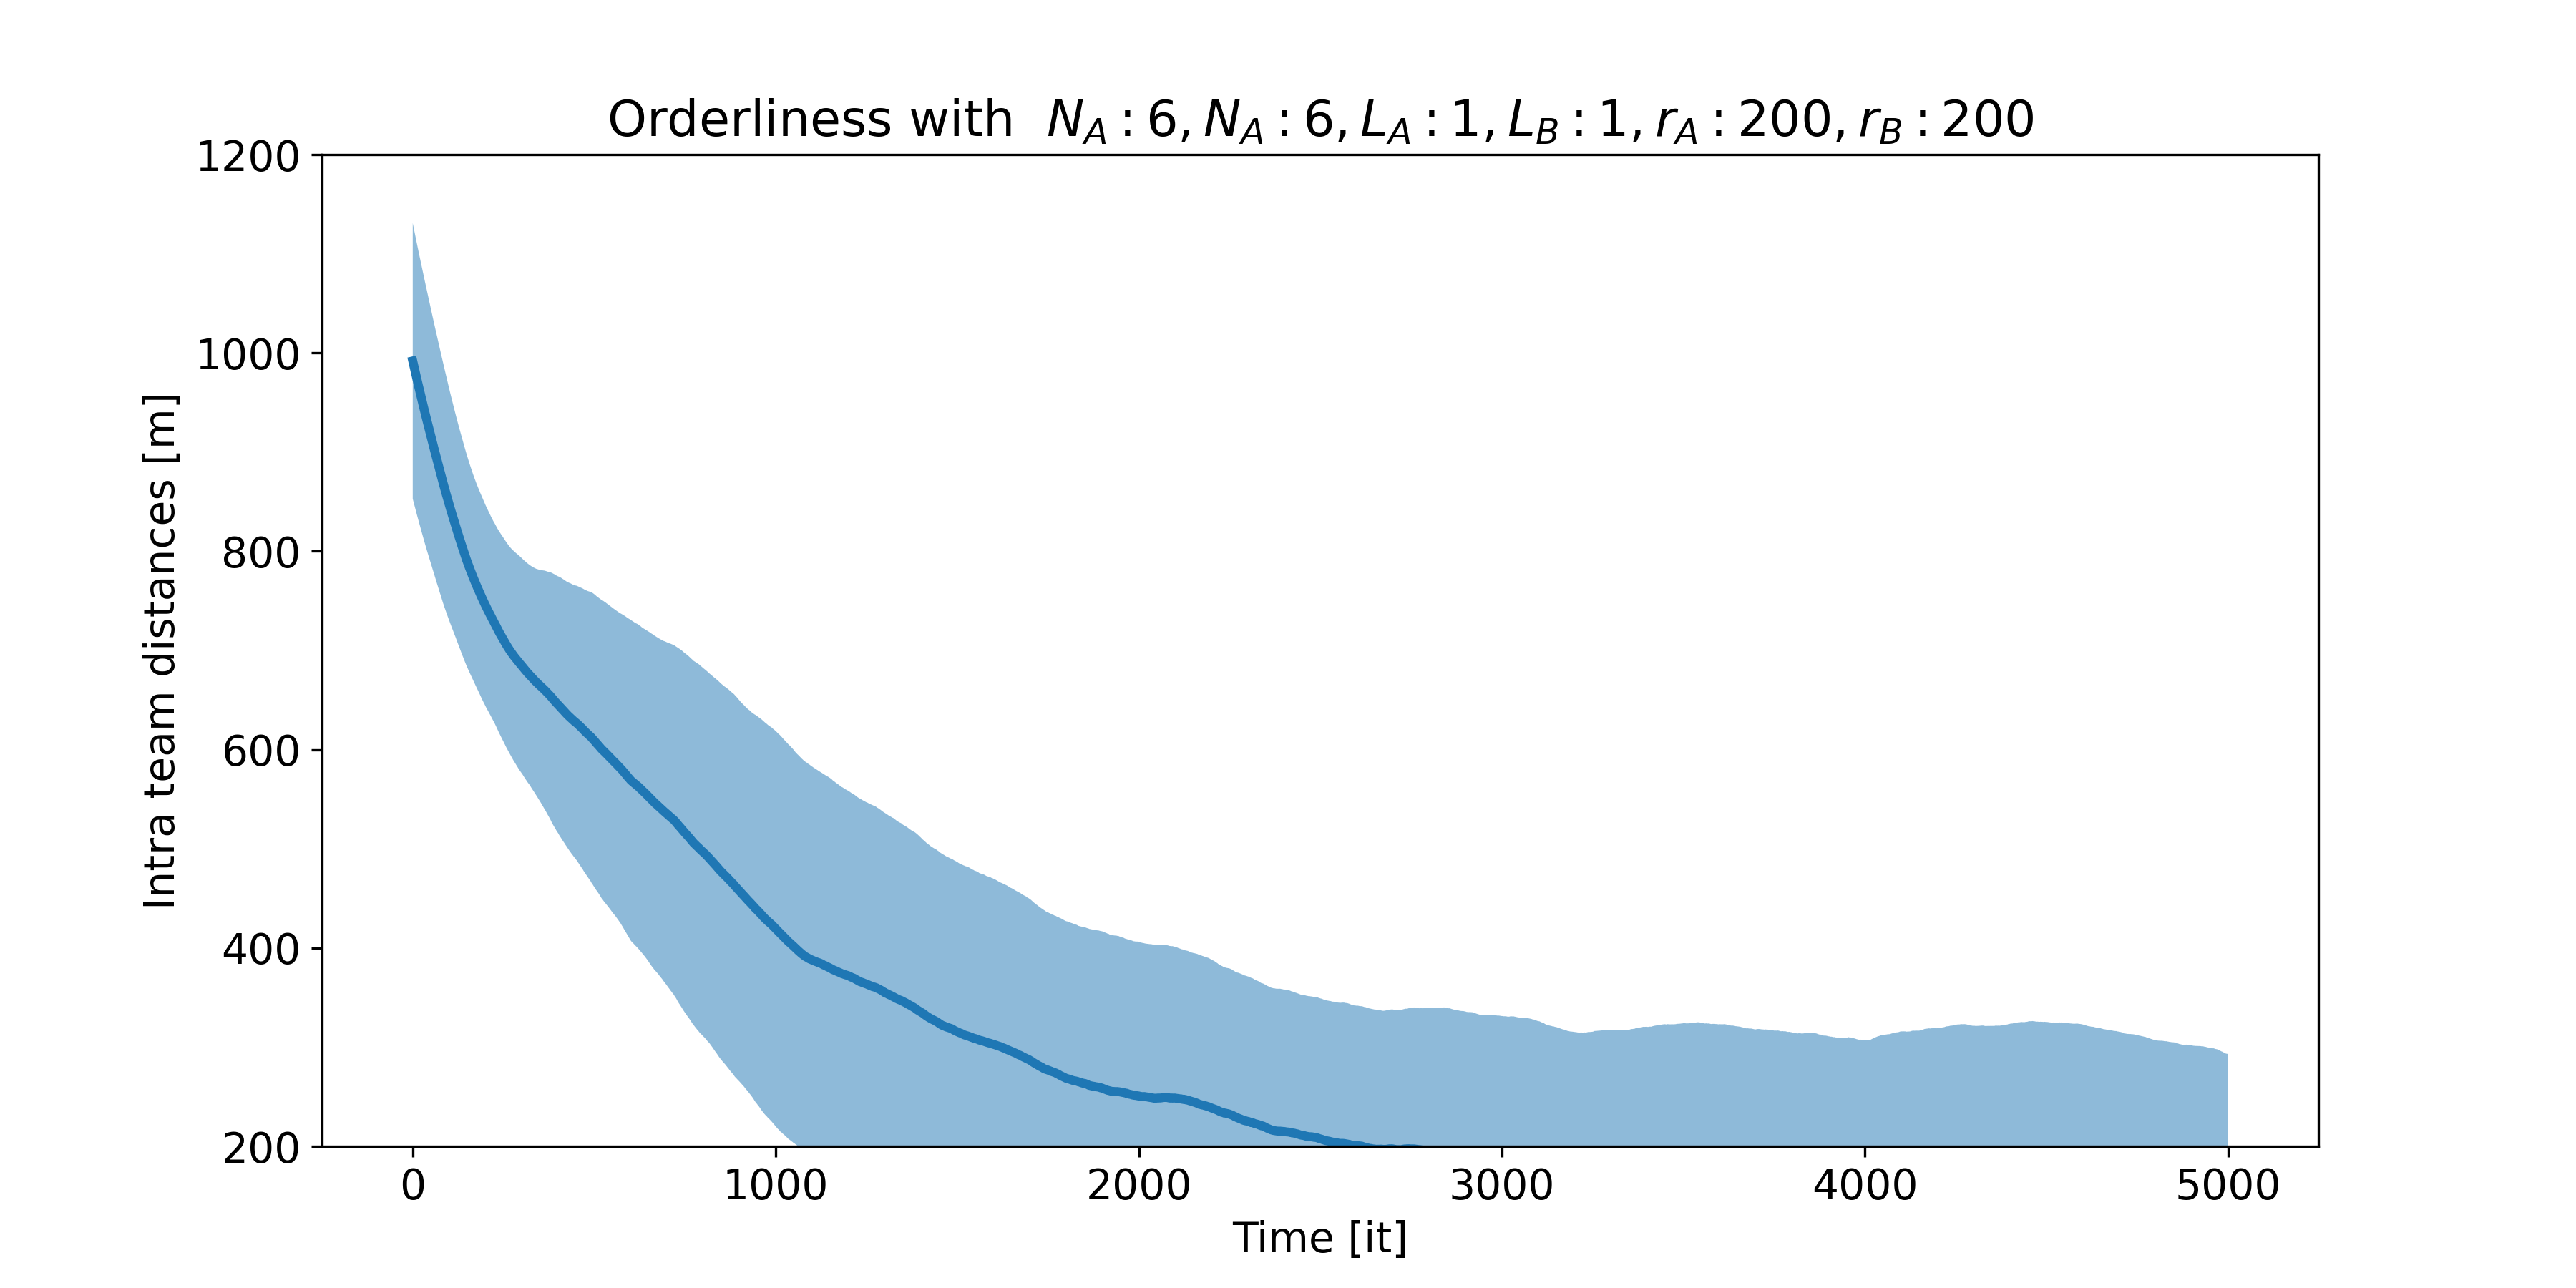 Orderliness with N_A : 6, N_A : 6, L_A : 1, L_B : 1, r_A : 200, r_B : 200
1200
1000
800
600
400
200
Intra team distances [m]
0 1000 2000 3000 4000 5000
Time [it]